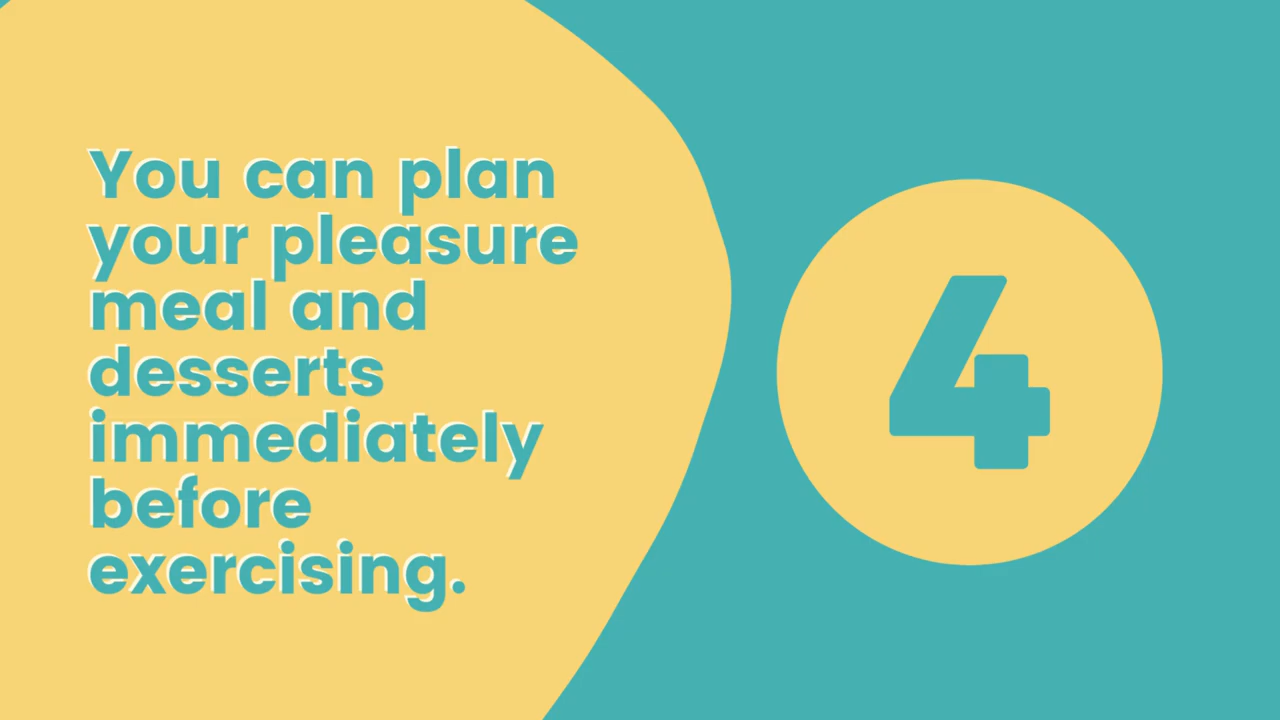 You can plan
your pleasure
meal and
desserts
immediately
before
exercising.
4